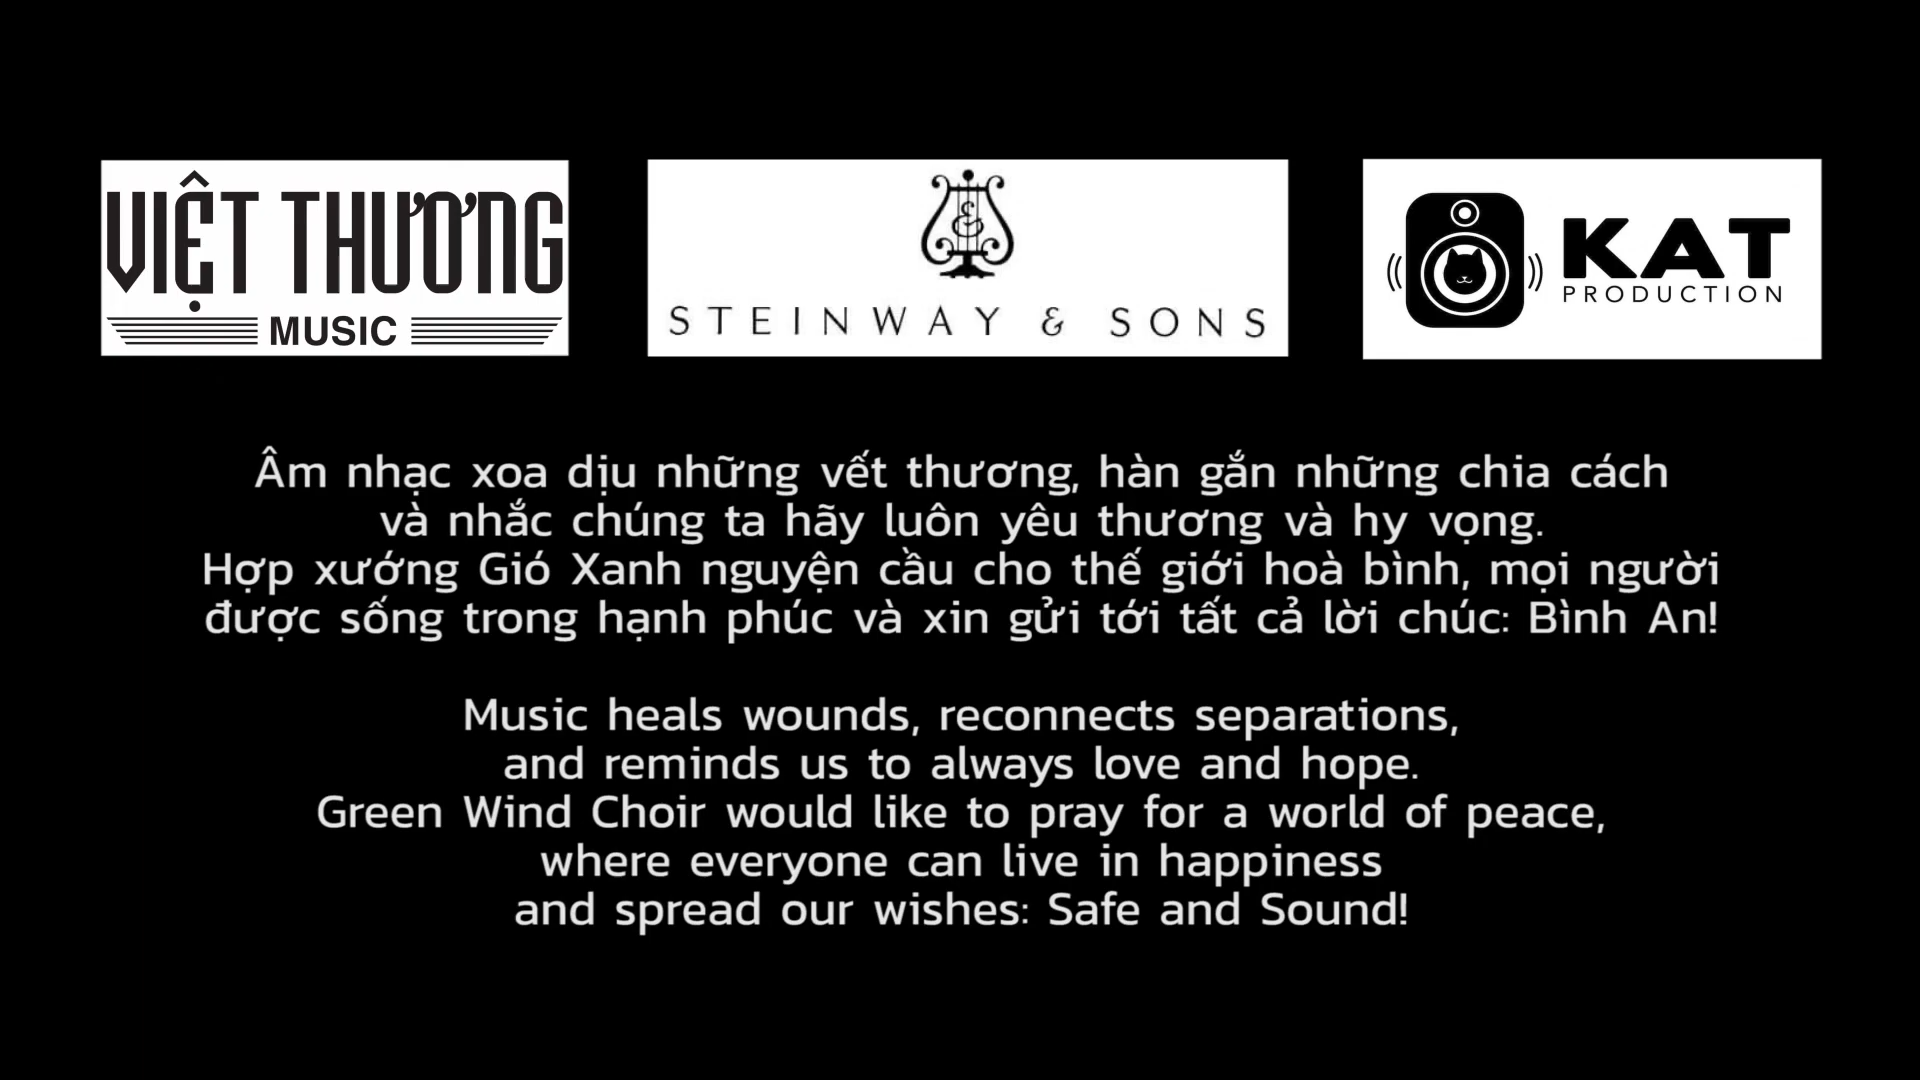 VIỆT THƯƠNG
MUSIC
&
STEINWAY & SONS
KAT
PRODUCTION
Âm nhạc xoa dịu những vết thương, hàn gắn những chia cách
và nhắc chúng ta hãy luôn yêu thương và hy vọng.
Hợp xướng Gió Xanh nguyện cầu cho thế giới hoà bình, mọi người
được sống trong hạnh phúc và xin gửi tới tất cả lời chúc: Bình An!
Music heals wounds, reconnects separations,
and reminds us to always love and hope.
Green Wind Choir would like to pray for a world of peace,
where everyone can live in happiness
and spread our wishes: Safe and Sound!